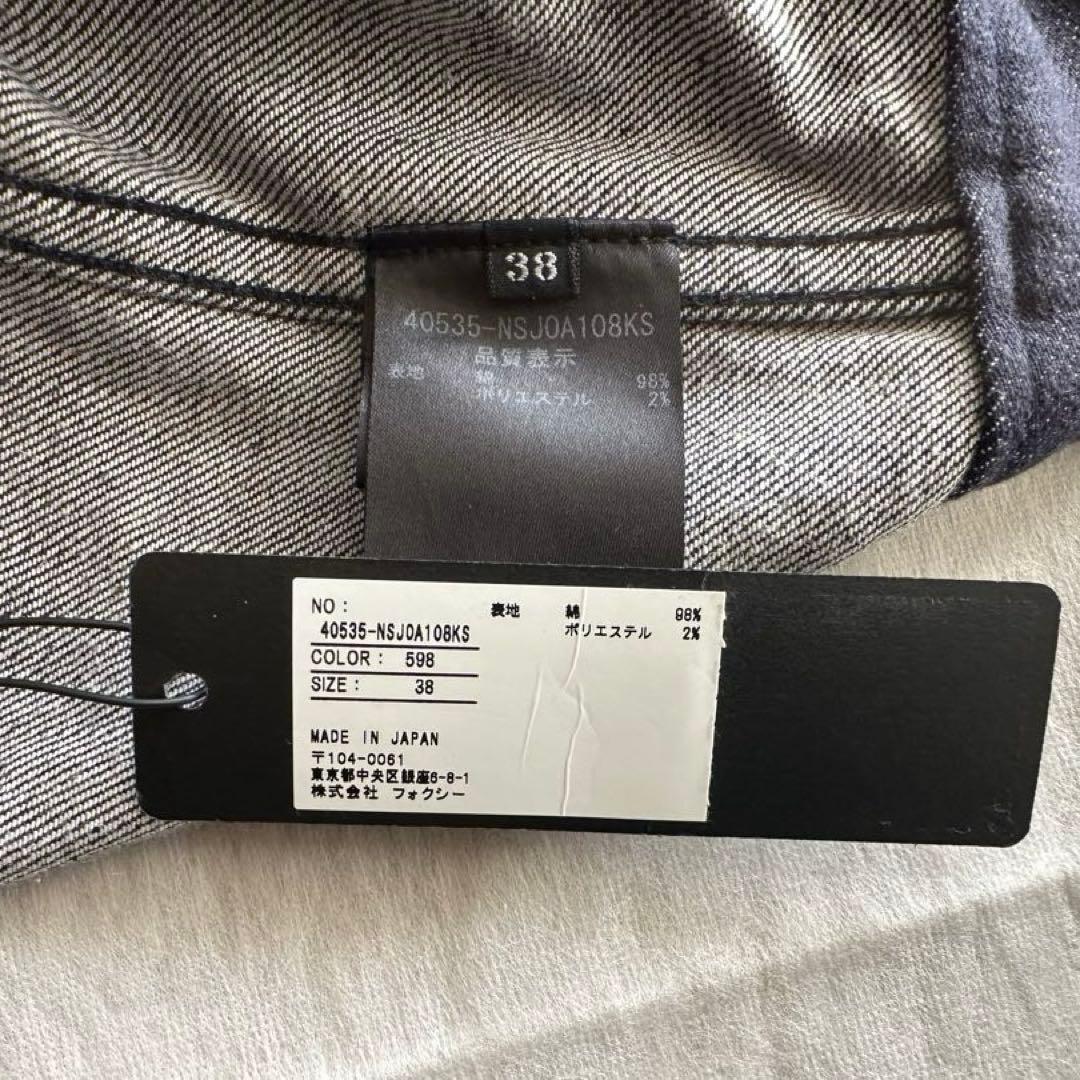 38
40535-NSJ0A108KS
品質表示
表地 綿 98%
ポリエステル 2%
NO :
40535-NSJ0A108KS
COLOR : 598
SIZE : 38
表地 綿 98%
ポリエステル 2%
MADE IN JAPAN
〒104-0061
東京都中央区銀座6-8-1
株式会社 フォクシー